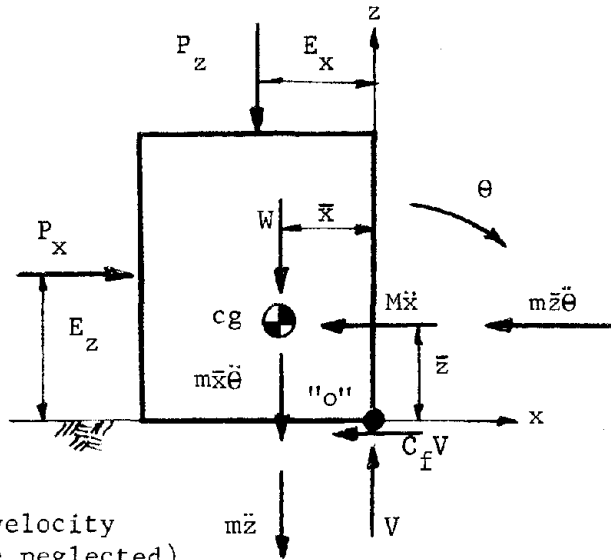 z
P_z E_x
θ
W x̄
P_x
E_z
cg
Mẍ
mz̄θ̈
z̄
mx̄θ̈
"o"
x
C_fV
V
mz̈
velocity
neglected)